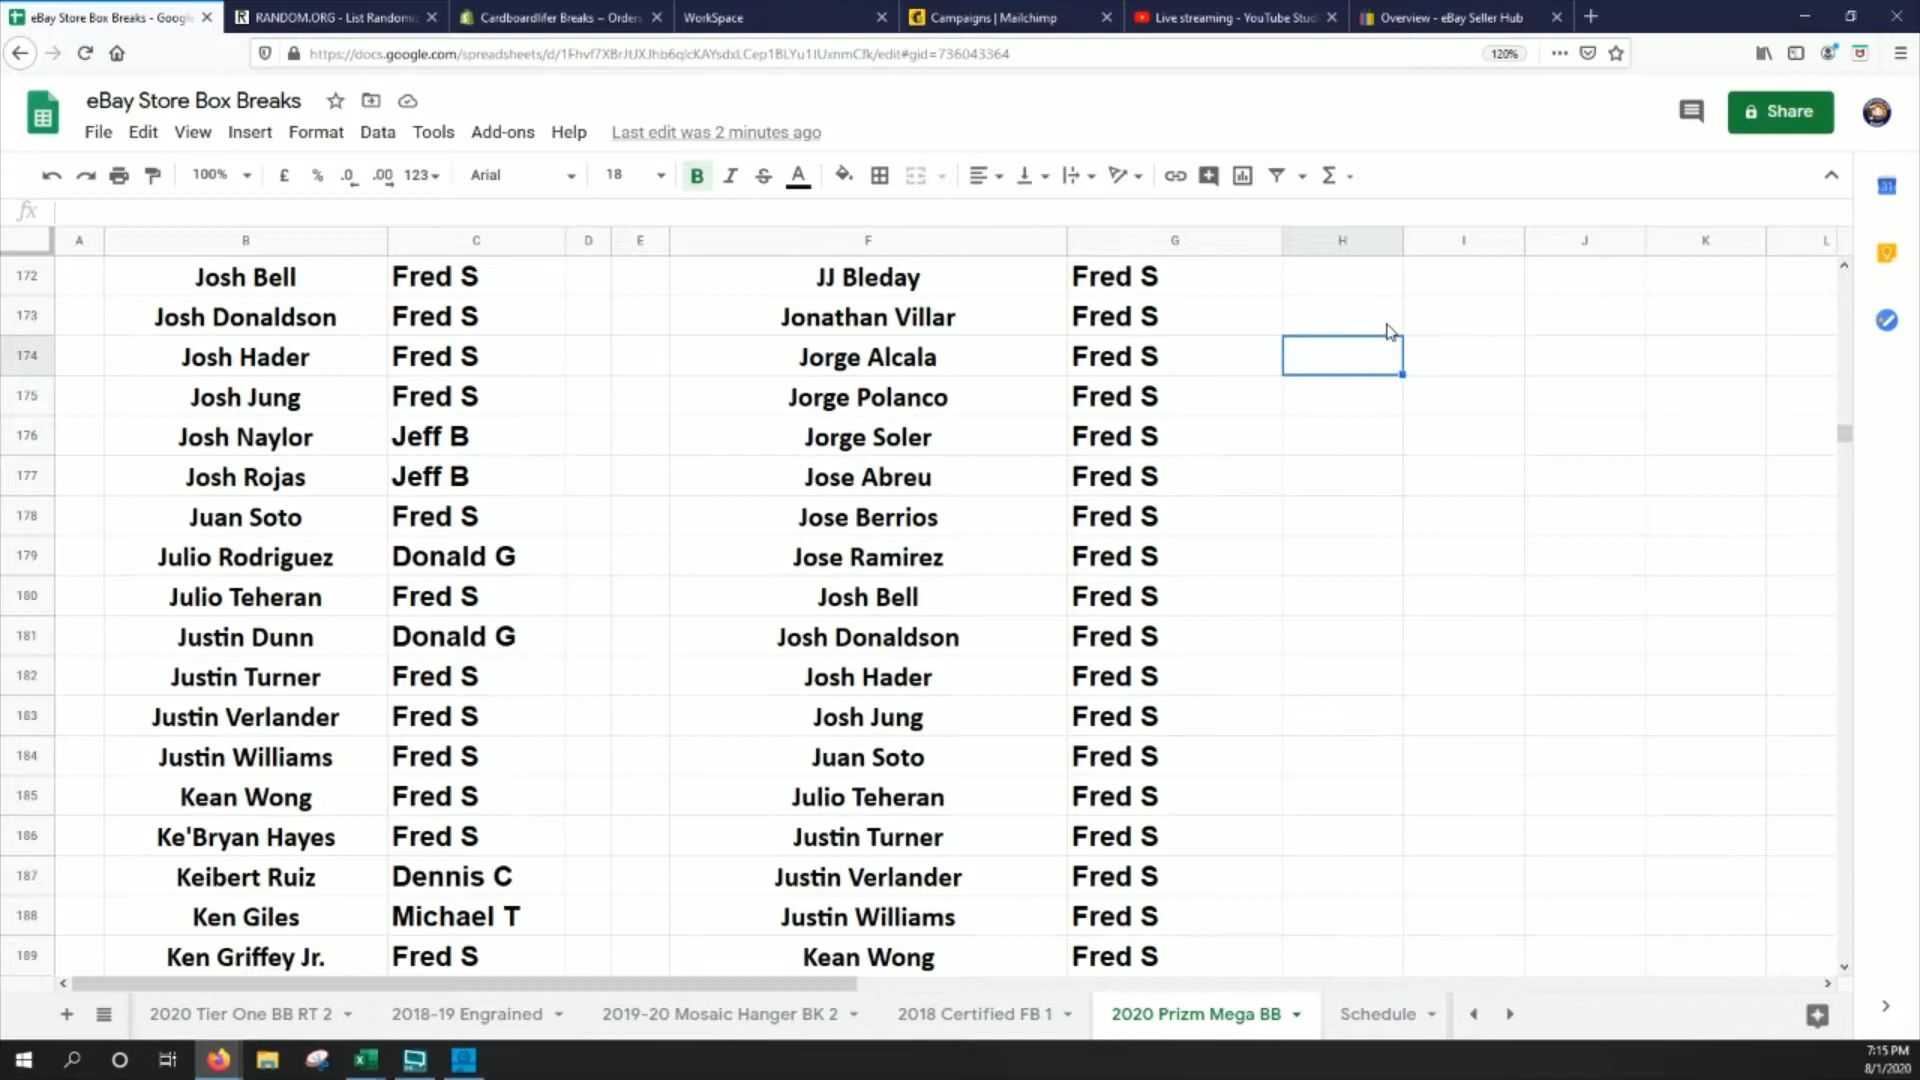 eBay Store Box Breaks - Google
RANDOM.ORG - List Randomi
Cardboardlifer Breaks ~ Orders
WorkSpace
Campaigns | Mailchimp
Live streaming - YouTube Stud
Overview - eBay Seller Hub
120%
eBay Store Box Breaks
Share
File Edit View Insert Format Data Tools Add-ons Help Last edit was 2 minutes ago
100% £ % .0 .00 123 Arial 18 B I S A
fx
A B C D E F G H I J K L
172 Josh Bell Fred S JJ Bleday Fred S
173 Josh Donaldson Fred S Jonathan Villar Fred S
174 Josh Hader Fred S Jorge Alcala Fred S
175 Josh Jung Fred S Jorge Polanco Fred S
176 Josh Naylor Jeff B Jorge Soler Fred S
177 Josh Rojas Jeff B Jose Abreu Fred S
178 Juan Soto Fred S Jose Berrios Fred S
179 Julio Rodriguez Donald G Jose Ramirez Fred S
180 Julio Teheran Fred S Josh Bell Fred S
181 Justin Dunn Donald G Josh Donaldson Fred S
182 Justin Turner Fred S Josh Hader Fred S
183 Justin Verlander Fred S Josh Jung Fred S
184 Justin Williams Fred S Juan Soto Fred S
185 Kean Wong Fred S Julio Teheran Fred S
186 Ke'Bryan Hayes Fred S Justin Turner Fred S
187 Keibert Ruiz Dennis C Justin Verlander Fred S
188 Ken Giles Michael T Justin Williams Fred S
189 Ken Griffey Jr. Fred S Kean Wong Fred S
2020 Tier One BB RT 2 2018-19 Engrained 2019-20 Mosaic Hanger BK 2 2018 Certified FB 1 2020 Prizm Mega BB Schedule
7:15 PM
8/1/2020